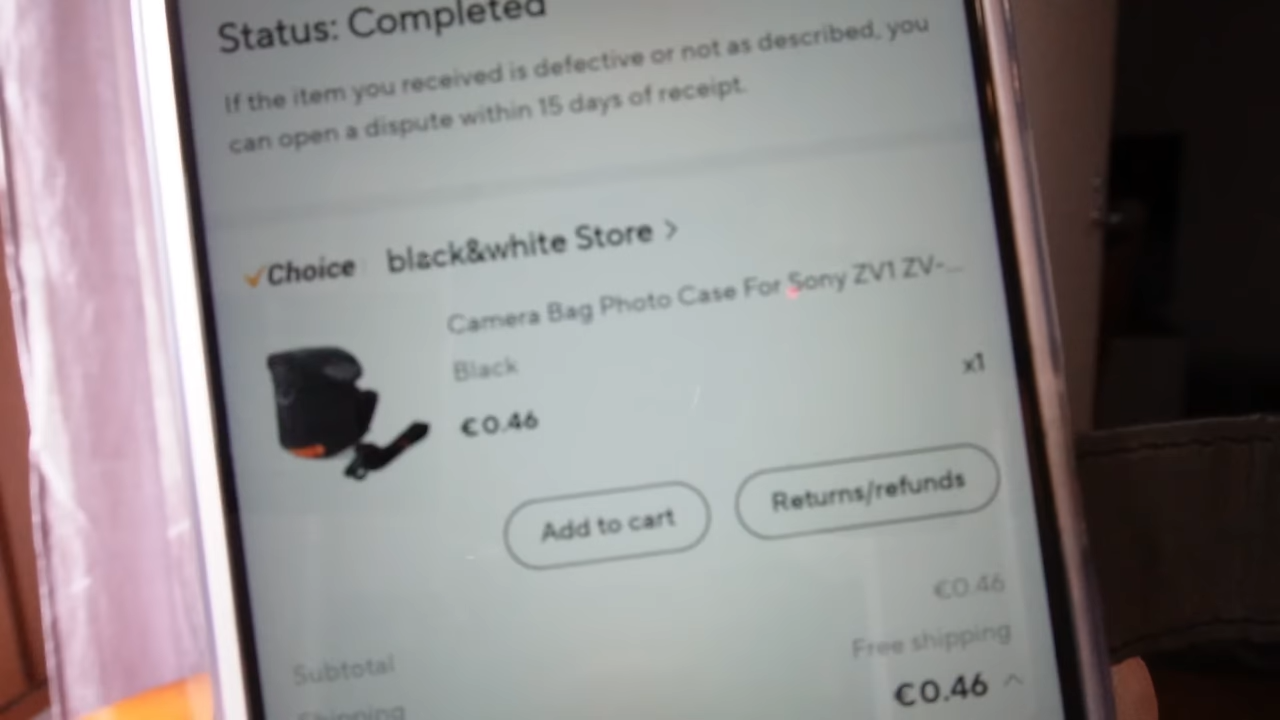 Status: Completed
If the item you received is defective or not as described, you
can open a dispute within 15 days of receipt.
Choice black&white Store >
Camera Bag Photo Case For Sony ZV1 ZV-...
Black
x1
€0.46
Add to cart
Returns/refunds
Subtotal
€0.46
Shipping
Free shipping
€0.46